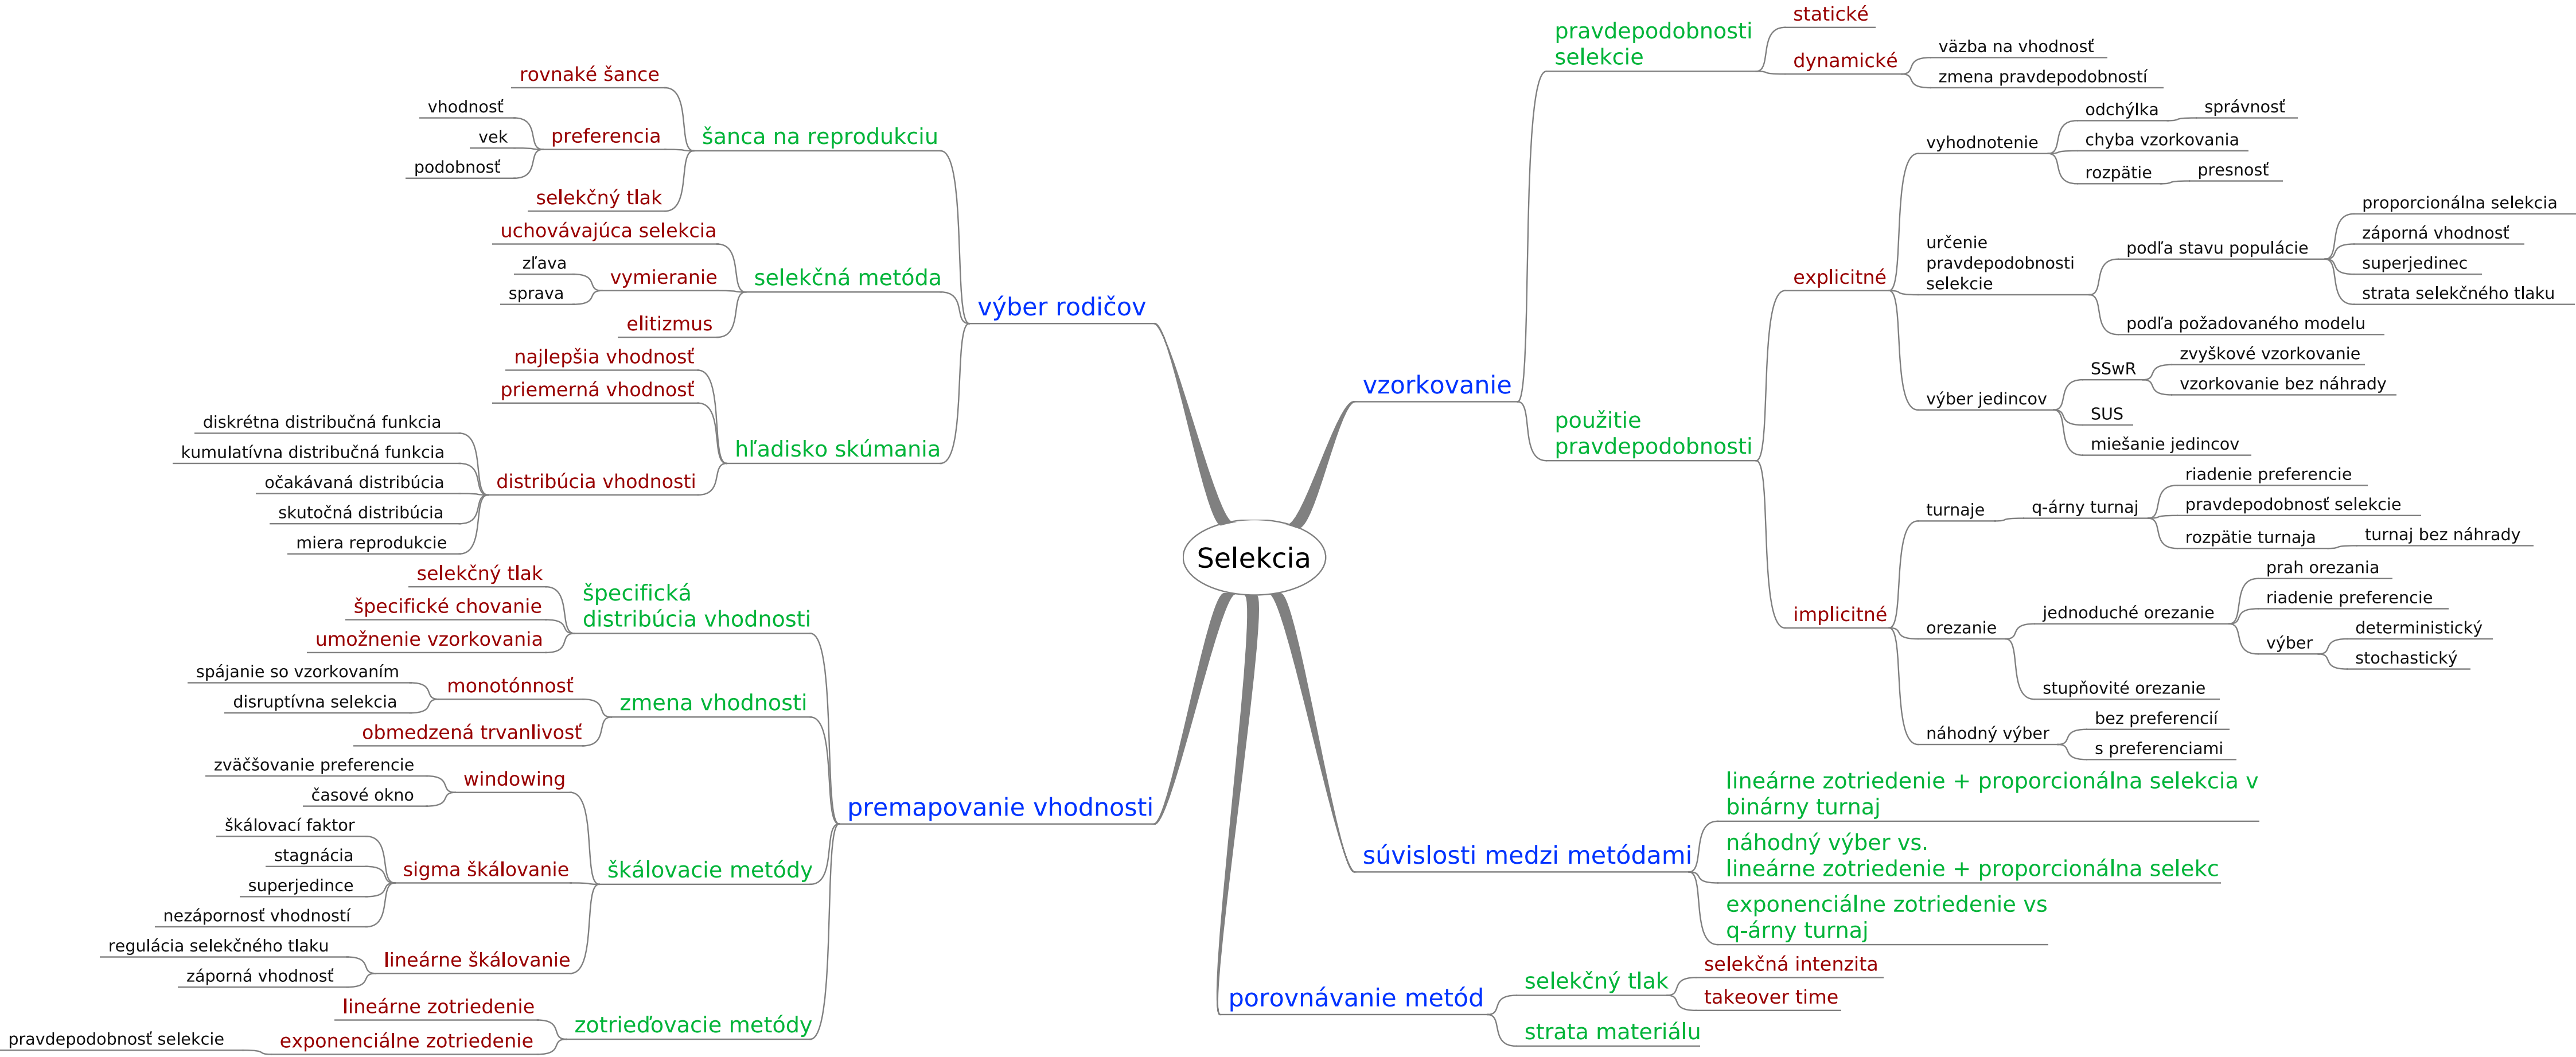 Selekcia
výber rodičov
šanca na reprodukciu
rovnaké šance
preferencia
vhodnosť
vek
podobnosť
selekčný tlak
selekčná metóda
uchovávajúca selekcia
vymieranie
zľava
sprava
elitizmus
hľadisko skúmania
najlepšia vhodnosť
priemerná vhodnosť
distribúcia vhodnosti
diskrétna distribučná funkcia
kumulatívna distribučná funkcia
očakávaná distribúcia
skutočná distribúcia
miera reprodukcie
premapovanie vhodnosti
špecifická
distribúcia vhodnosti
selekčný tlak
špecifické chovanie
umožnenie vzorkovania
zmena vhodnosti
monotónnosť
spájanie so vzorkovaním
disruptívna selekcia
obmedzená trvanlivosť
škálovacie metódy
windowing
zväčšovanie preferencie
časové okno
sigma škálovanie
škálovací faktor
stagnácia
superjedince
nezápornosť vhodností
lineárne škálovanie
regulácia selekčného tlaku
záporná vhodnosť
zotrieďovacie metódy
lineárne zotriedenie
exponenciálne zotriedenie
pravdepodobnosť selekcie
vzorkovanie
pravdepodobnosti
selekcie
statické
dynamické
väzba na vhodnosť
zmena pravdepodobností
použitie
pravdepodobnosti
explicitné
vyhodnotenie
odchýlka
správnosť
chyba vzorkovania
rozpätie
presnosť
určenie
pravdepodobnosti
selekcie
podľa stavu populácie
proporcionálna selekcia
záporná vhodnosť
superjedinec
strata selekčného tlaku
podľa požadovaného modelu
výber jedincov
SSwR
zvyškové vzorkovanie
vzorkovanie bez náhrady
SUS
miešanie jedincov
implicitné
turnaje
q-árny turnaj
riadenie preferencie
pravdepodobnosť selekcie
rozpätie turnaja
turnaj bez náhrady
orezanie
jednoduché orezanie
prah orezania
riadenie preferencie
výber
deterministický
stochastický
stupňovité orezanie
náhodný výber
bez preferencií
s preferenciami
súvislosti medzi metódami
lineárne zotriedenie + proporcionálna selekcia v
binárny turnaj
náhodný výber vs.
lineárne zotriedenie + proporcionálna selekc
exponenciálne zotriedenie vs
q-árny turnaj
porovnávanie metód
selekčný tlak
selekčná intenzita
takeover time
strata materiálu